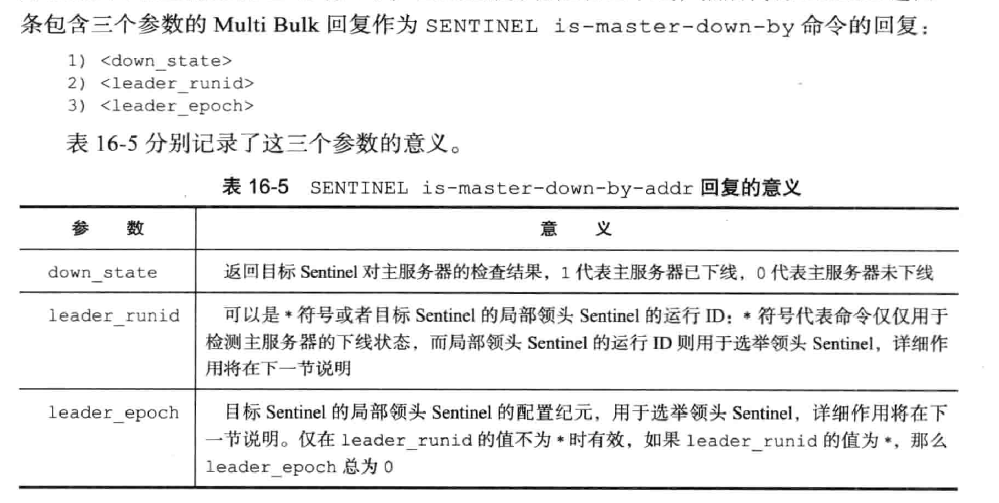 条包含三个参数的 Multi Bulk 回复作为 SENTINEL is-master-down-by 命令的回复：
1) <down_state>
2) <leader_runid>
3) <leader_epoch>
表 16-5 分别记录了这三个参数的意义。
表 16-5 SENTINEL is-master-down-by-addr 回复的意义
参 数 意 义
down_state 返回目标 Sentinel 对主服务器的检查结果，1 代表主服务器已下线，0 代表主服务器未下线
leader_runid 可以是 * 符号或者目标 Sentinel 的局部领头 Sentinel 的运行 ID：* 符号代表命令仅仅用于
检测主服务器的下线状态，而局部领头 Sentinel 的运行 ID 则用于选举领头 Sentinel，详细作
用将在下一节说明
leader_epoch 目标 Sentinel 的局部领头 Sentinel 的配置纪元，用于选举领头 Sentinel，详细作用将在下
一节说明。仅在 leader_runid 的值不为 * 时有效，如果 leader_runid 的值为 *，那么
leader_epoch 总为 0